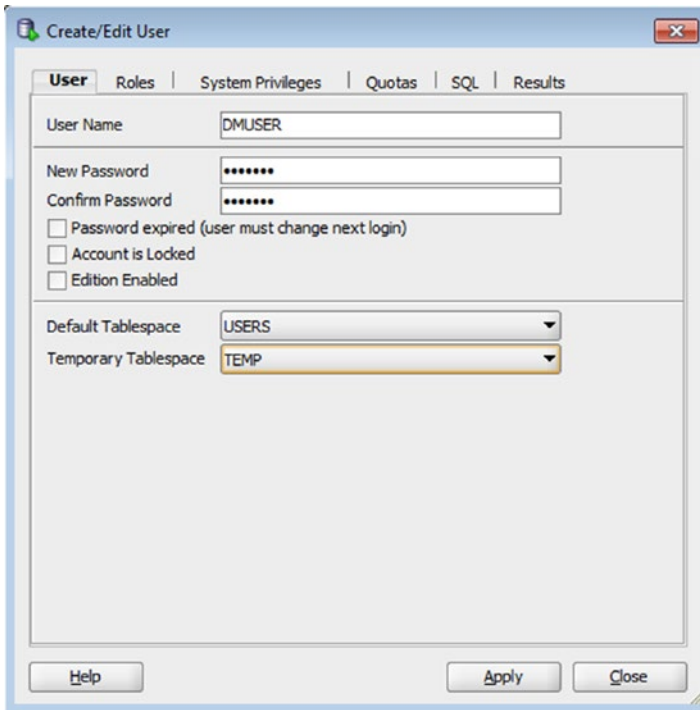 Create/Edit User
User Roles System Privileges Quotas SQL Results
User Name DMUSER
New Password •••••••
Confirm Password •••••••
Password expired (user must change next login)
Account is Locked
Edition Enabled
Default Tablespace USERS
Temporary Tablespace TEMP
Help Apply Close